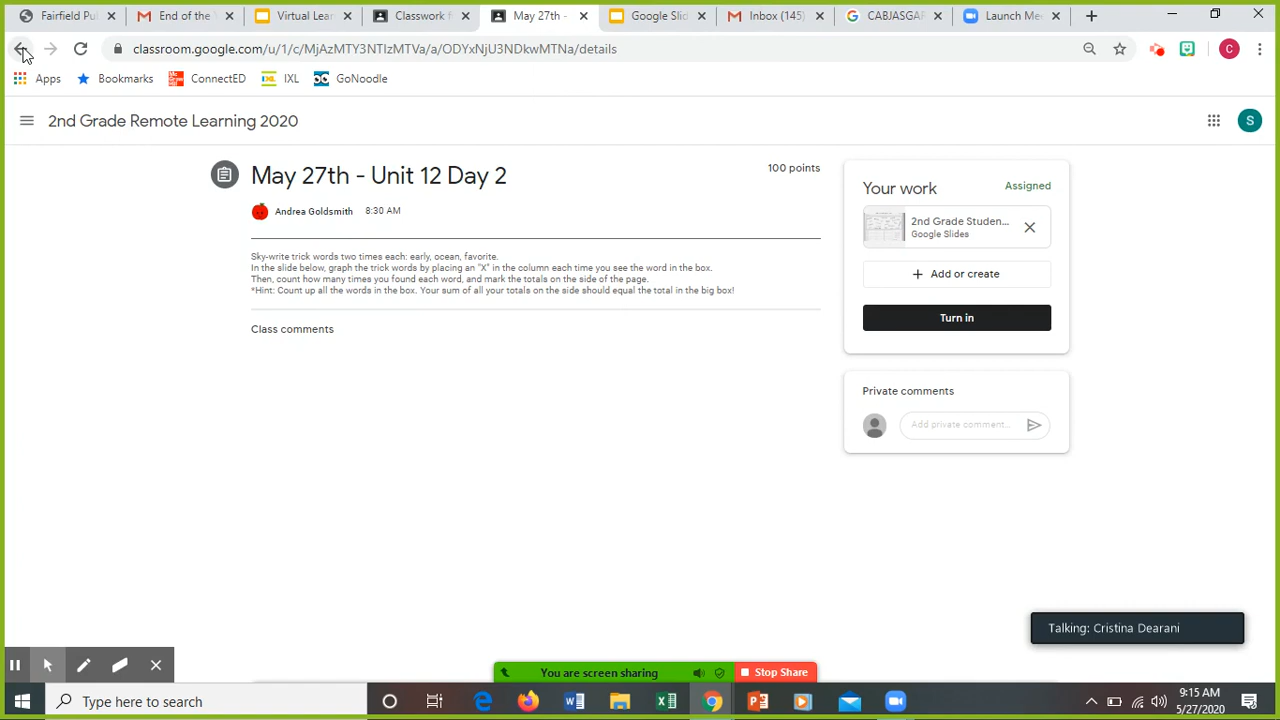 Fairfield Pu
End of the
Virtual Lear
Classwork f
May 27th -
Google Slid
Inbox (145)
CABJASGAR
Launch Me
classroom.google.com/u/1/c/MjAzMTY3NTIzMTVa/a/ODYxNjU3NDkwMTNa/details
C
Apps
Bookmarks
ConnectED
IXL
GoNoodle
2nd Grade Remote Learning 2020
S
May 27th - Unit 12 Day 2
100 points
Andrea Goldsmith 8:30 AM
Sky-write trick words two times each: early, ocean, favorite.
In the slide below, graph the trick words by placing an "X" in the column each time you see the word in the box.
Then, count how many times you found each word, and mark the totals on the side of the page.
*Hint: Count up all the words in the box. Your sum of all your totals on the side should equal the total in the big box!
Class comments
Your work
Assigned
2nd Grade Studen...
Google Slides
Add or create
Turn in
Private comments
Add private comment...
Talking: Cristina Dearani
You are screen sharing
Stop Share
Type here to search
9:15 AM
5/27/2020